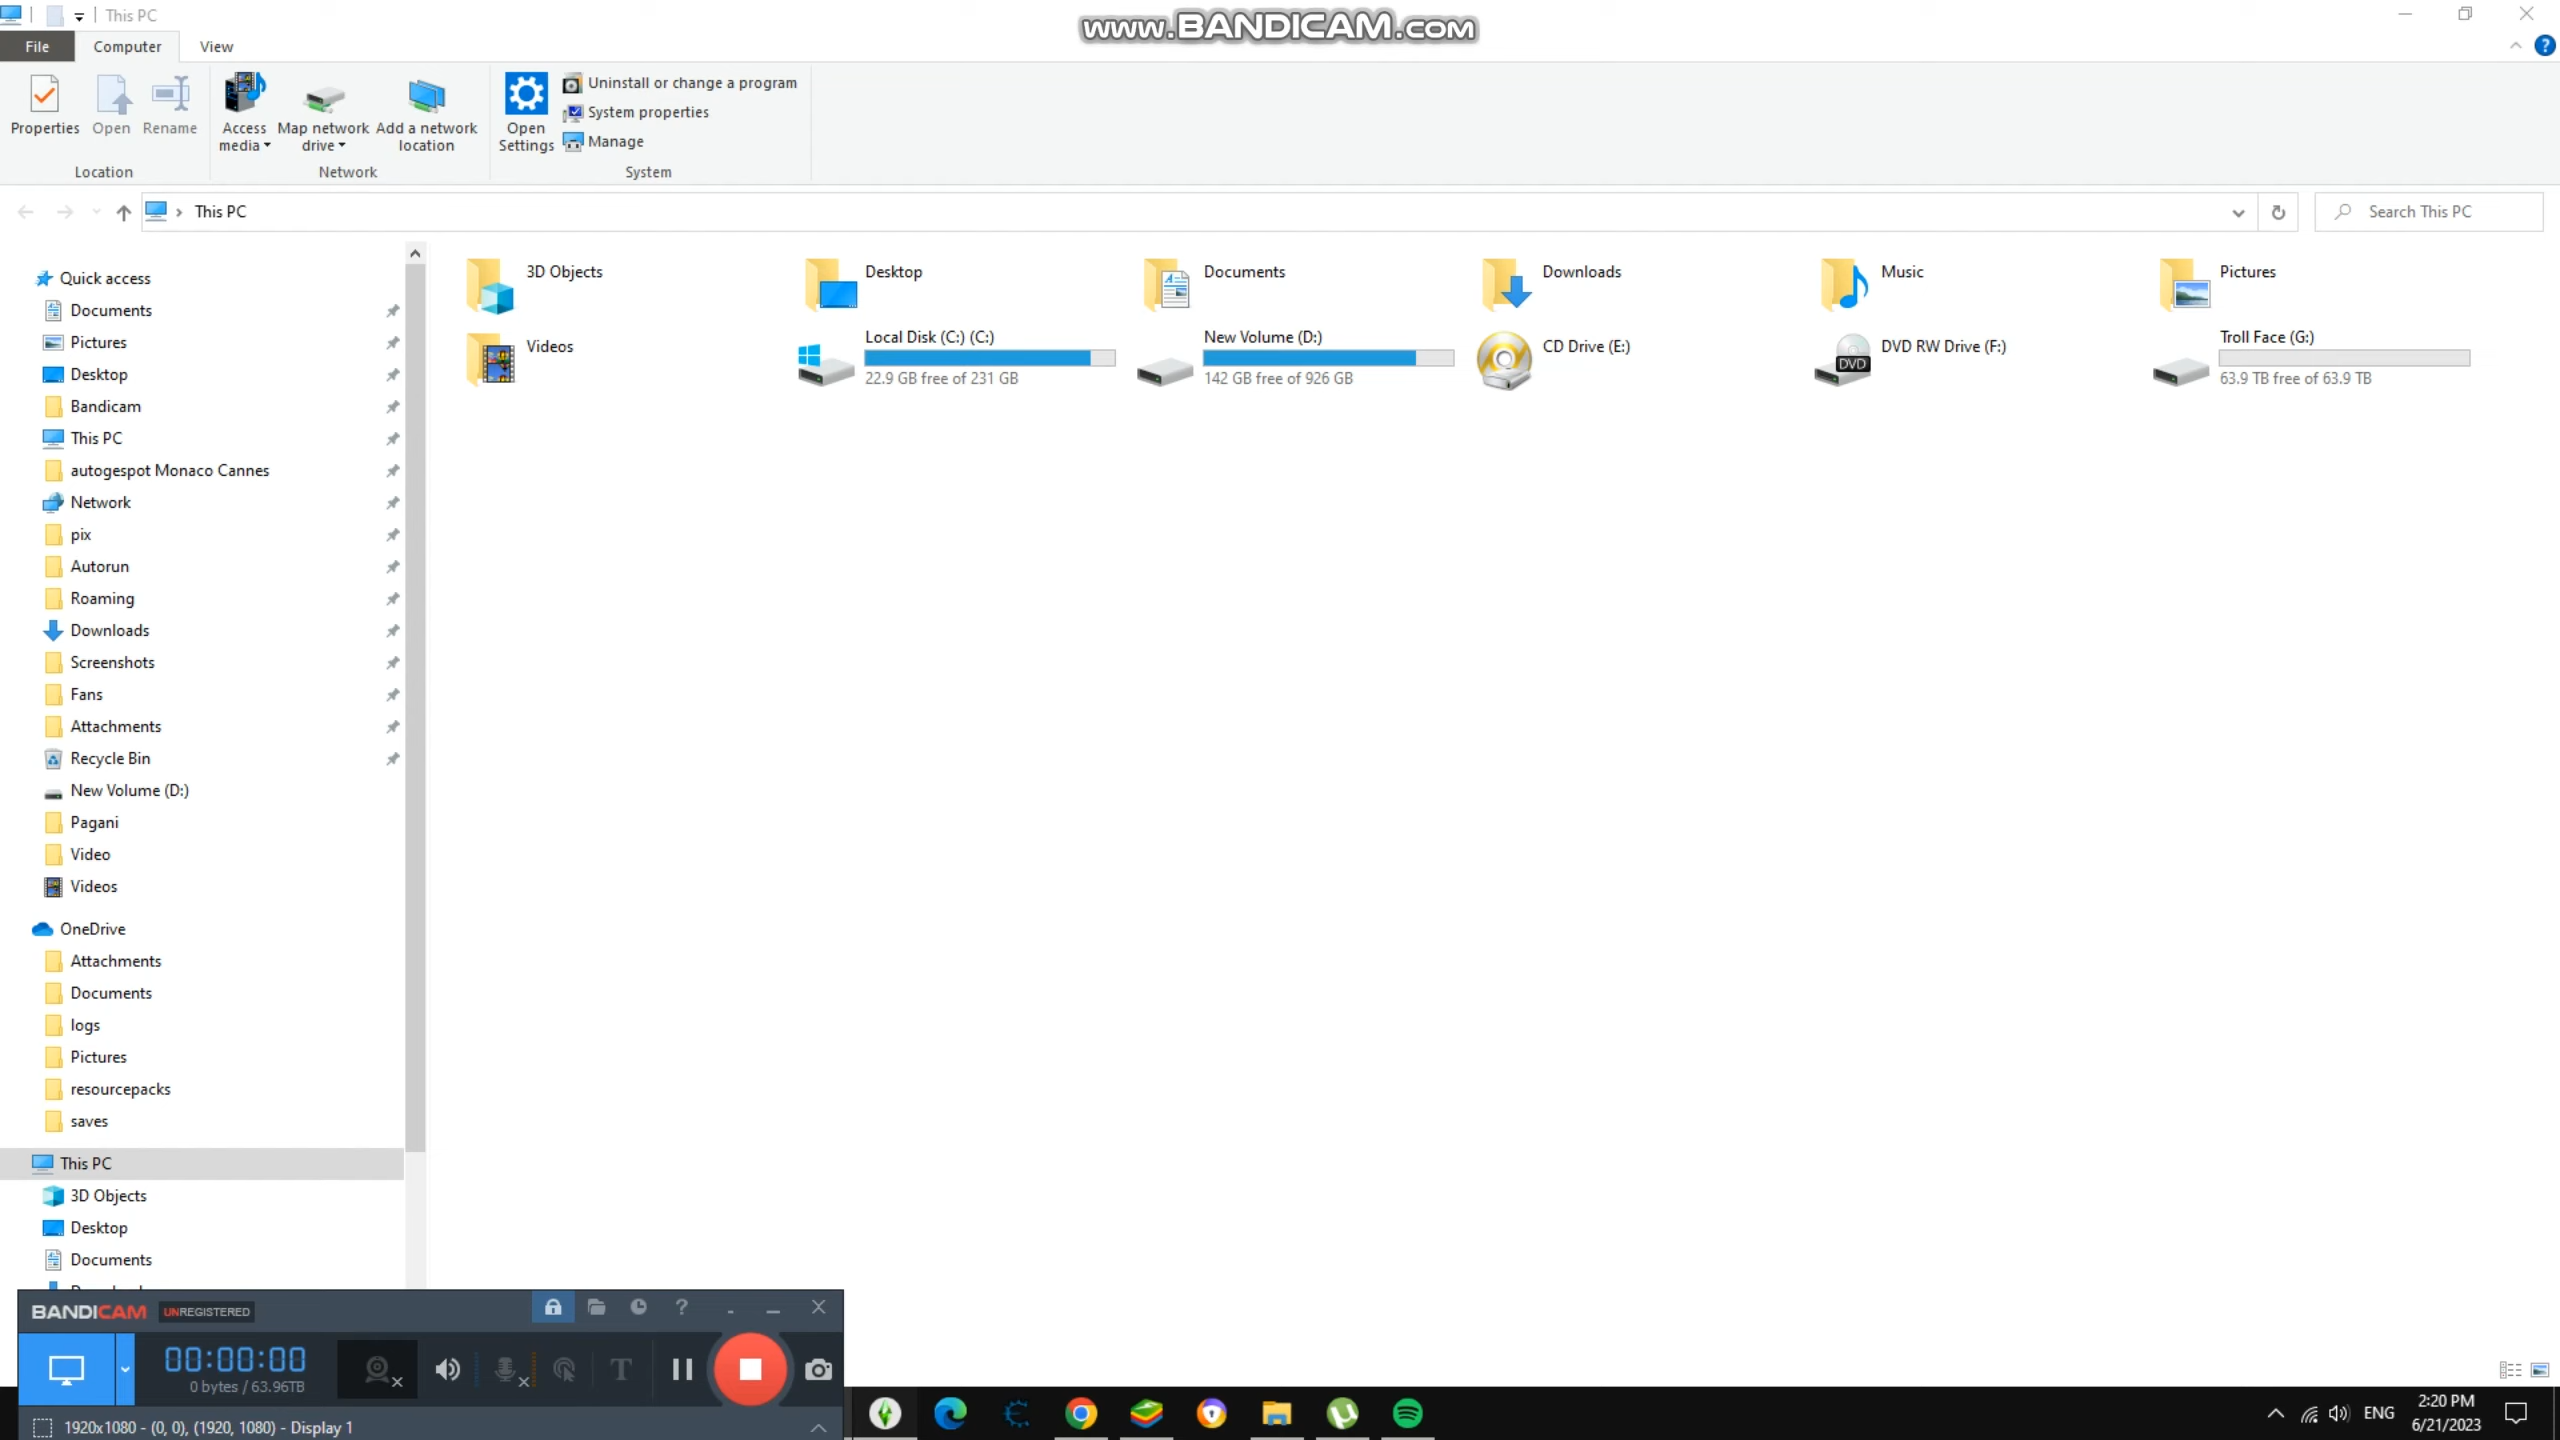 This PC
www.BANDICAM.com
File
Computer
View
Properties
Open
Rename
Access media
Map network drive
Add a network location
Open Settings
Uninstall or change a program
System properties
Manage
Location
Network
System
This PC
Search This PC
Quick access
Documents
Pictures
Desktop
Bandicam
This PC
autogespot Monaco Cannes
Network
pix
Autorun
Roaming
Downloads
Screenshots
Fans
Attachments
Recycle Bin
New Volume (D:)
Pagani
Video
Videos
OneDrive
Attachments
Documents
logs
Pictures
resourcepacks
saves
This PC
3D Objects
Desktop
Documents
3D Objects
Desktop
Documents
Downloads
Music
Pictures
Videos
Local Disk (C:) (C:)
22.9 GB free of 231 GB
New Volume (D:)
142 GB free of 926 GB
CD Drive (E:)
DVD
DVD RW Drive (F:)
Troll Face (G:)
63.9 TB free of 63.9 TB
BANDICAM UNREGISTERED
00:00:00
0 bytes / 63.96TB
T
1920x1080 - (0, 0), (1920, 1080) - Display 1
ENG
2:20 PM
6/21/2023